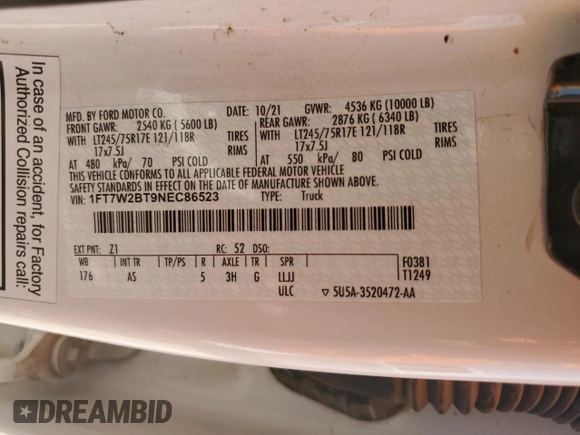 In case of an accident, for Factory
Authorized Collision repairs call:
MFD. BY FORD MOTOR CO. DATE: 10/21 GVWR: 4536 KG (10000 LB)
FRONT GAWR: 2540 KG (5600 LB) REAR GAWR: 2876 KG (6340 LB)
WITH LT245/75R17E 121/118R TIRES WITH LT245/75R17E 121/118R TIRES
17x7.5J RIMS 17x7.5J RIMS
AT 480 kPa/ 70 PSI COLD AT 550 kPa/ 80 PSI COLD
THIS VEHICLE CONFORMS TO ALL APPLICABLE FEDERAL MOTOR VEHICLE
SAFETY STANDARDS IN EFFECT ON THE DATE OF MANUFACTURE SHOWN ABOVE.
VIN: 1FT7W2BT9NEC86523 TYPE: Truck
EXT PNT: Z1 RC: 52 DSO:
WB INT TR TP/PS R AXLE TR SPR F0381
176 AS 5 3H G LLJJ T1249
ULC ▽ 5U5A-3520472-AA
DREAMBID